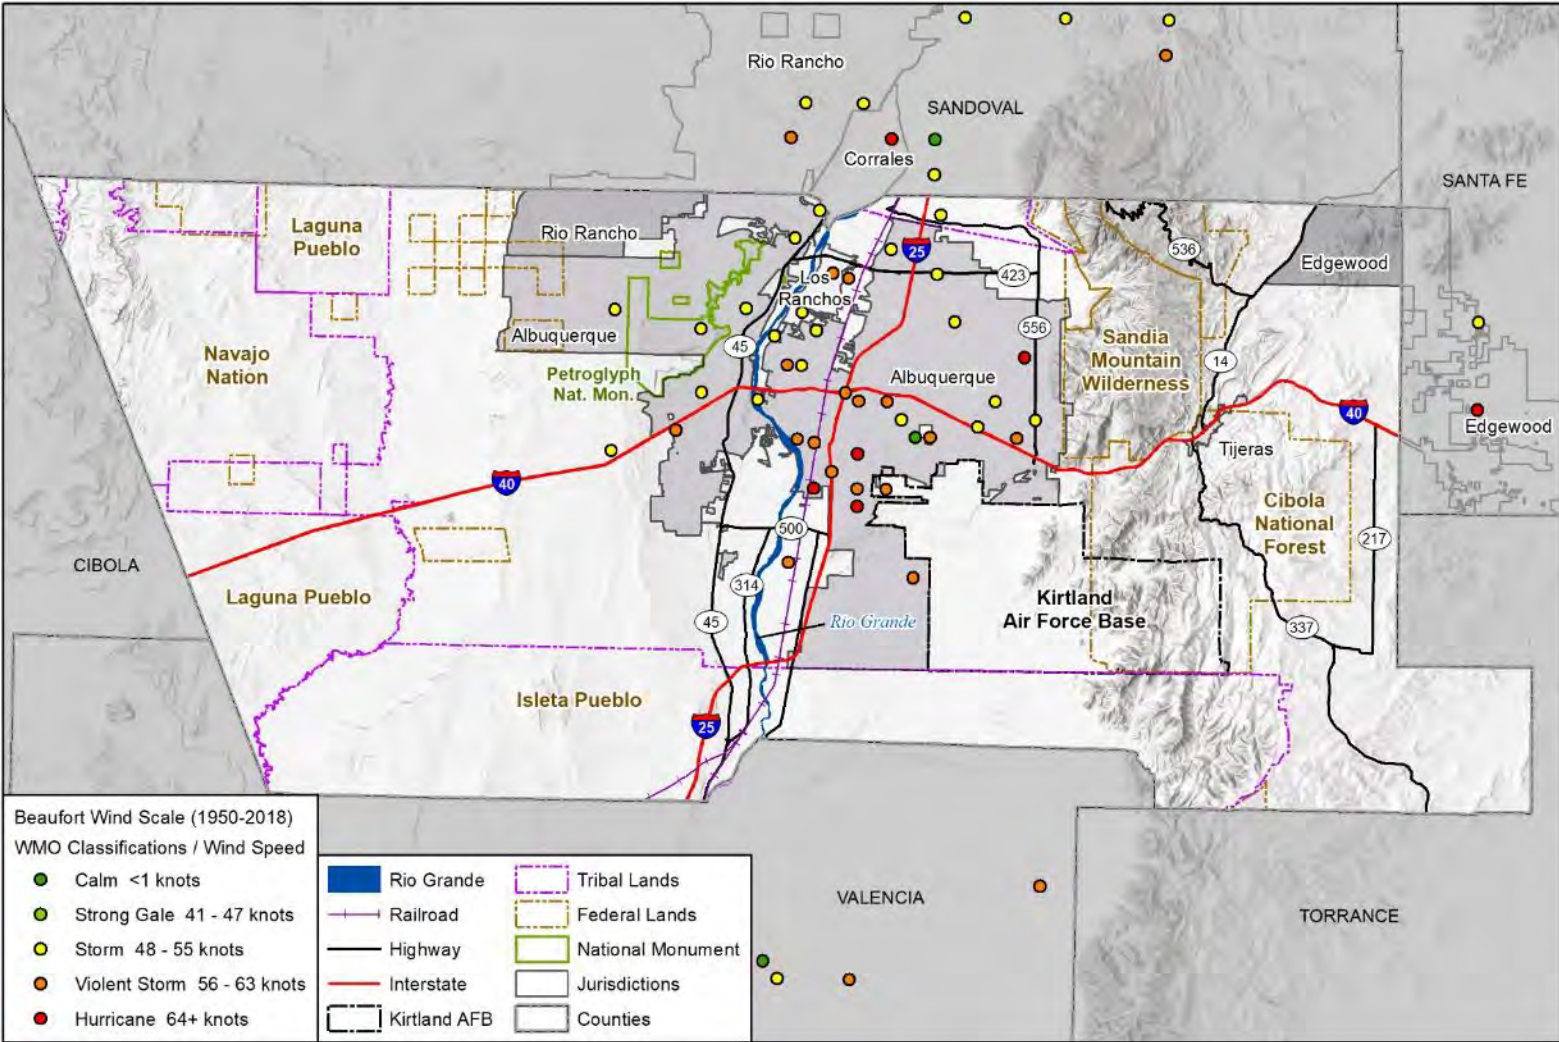 Rio Rancho
SANDOVAL
Corrales
SANTA FE
Laguna
Pueblo
Rio Rancho
25
536
Edgewood
423
Los
Ranchos
Albuquerque
45
556
Sandia
Mountain
Wilderness
14
Navajo
Nation
Petroglyph
Nat. Mon.
Albuquerque
40
Edgewood
Tijeras
40
Cibola
National
Forest
500
217
CIBOLA
314
Laguna Pueblo
Kirtland
Air Force Base
45
Rio Grande
337
Isleta Pueblo
25
VALENCIA
TORRANCE
Beaufort Wind Scale (1950-2018)
WMO Classifications / Wind Speed
Calm <1 knots
Strong Gale 41 - 47 knots
Storm 48 - 55 knots
Violent Storm 56 - 63 knots
Hurricane 64+ knots
Rio Grande
Railroad
Highway
Interstate
Kirtland AFB
Tribal Lands
Federal Lands
National Monument
Jurisdictions
Counties